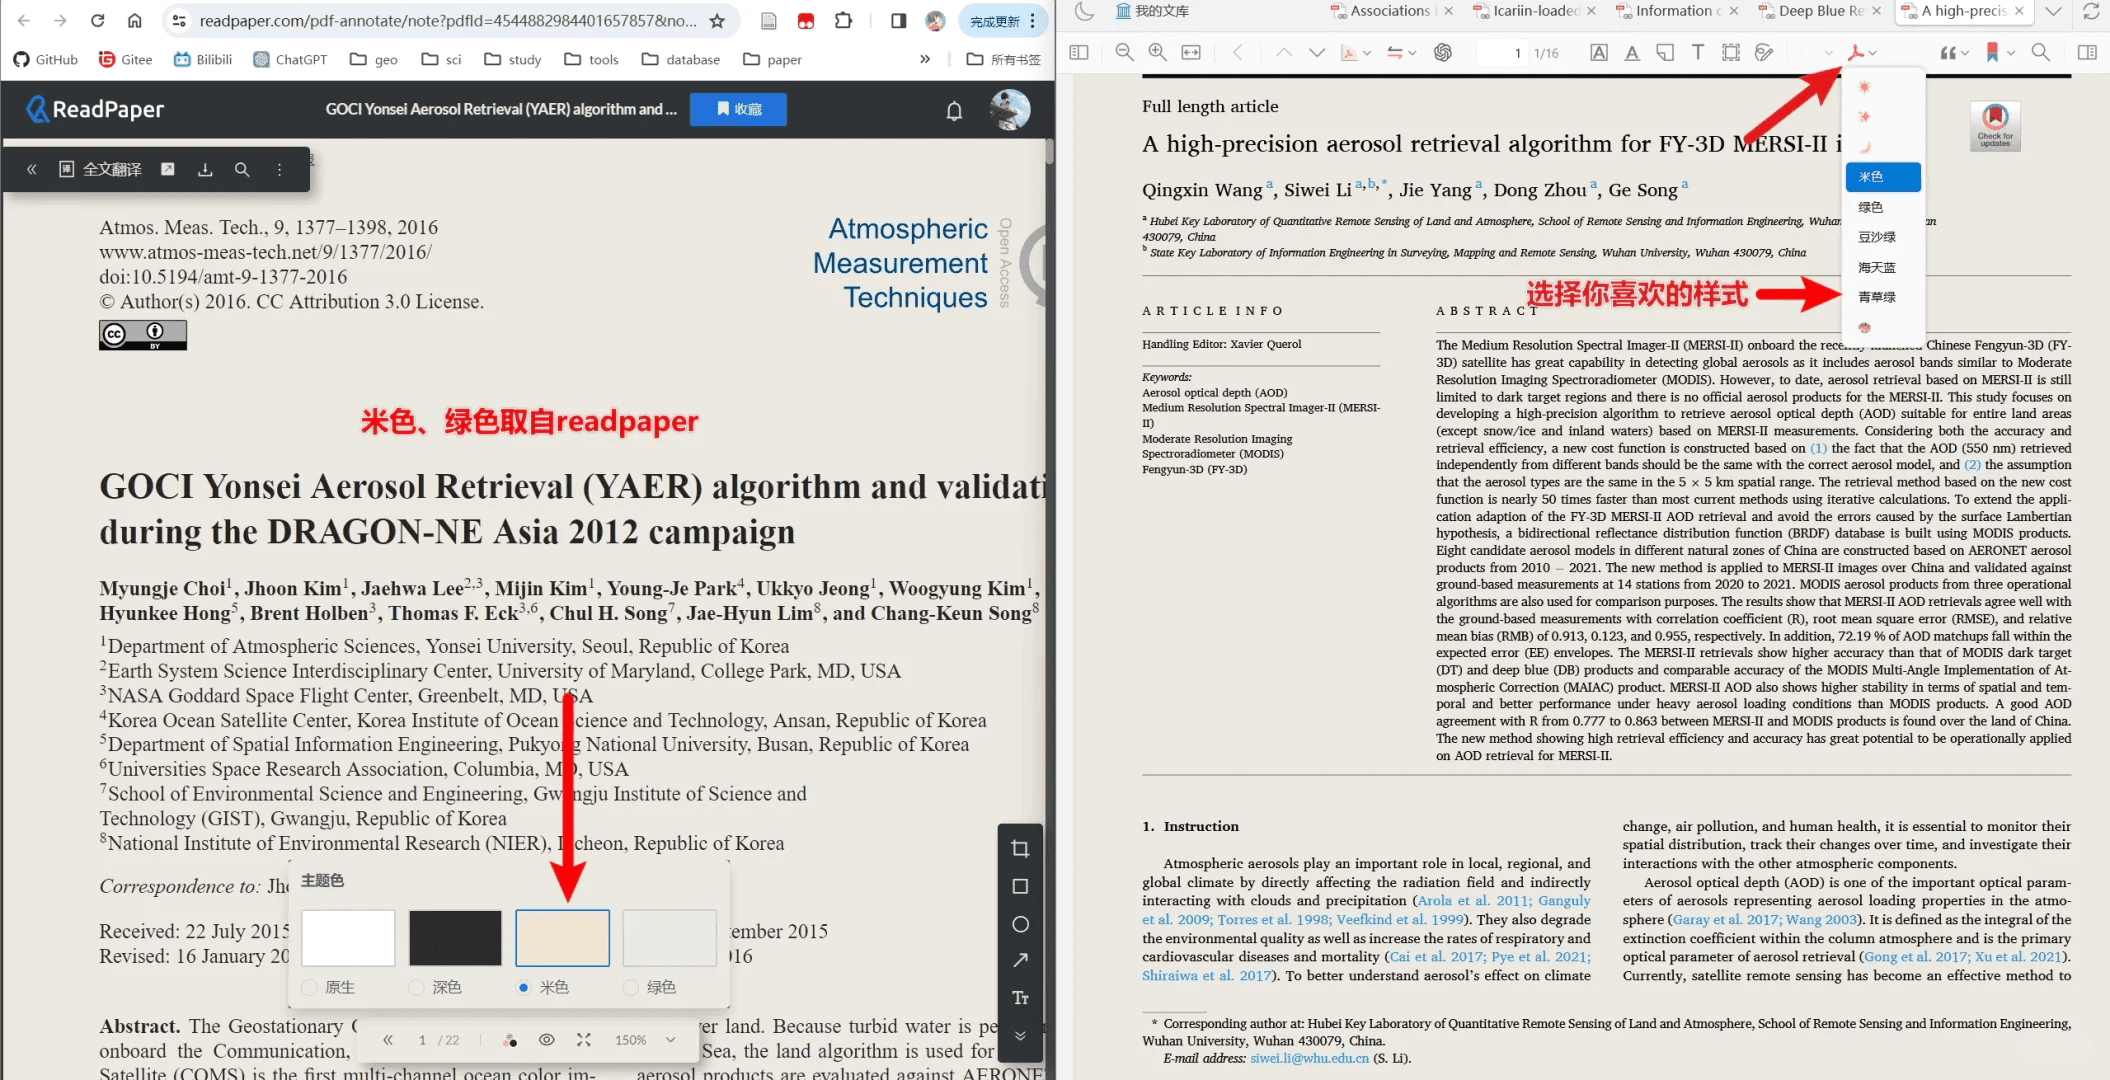 readpaper.com/pdf-annotate/note?pdfId=4544882984401657857&no...
完成更新
GitHub
Gitee
Bilibili
ChatGPT
geo
sci
study
tools
database
paper
»
所有书签
ReadPaper
GOCI Yonsei Aerosol Retrieval (YAER) algorithm and ...
收藏
全文翻译
Atmos. Meas. Tech., 9, 1377–1398, 2016
www.atmos-meas-tech.net/9/1377/2016/
doi:10.5194/amt-9-1377-2016
© Author(s) 2016. CC Attribution 3.0 License.
cc
BY
Atmospheric
Measurement
Techniques
Open Access
米色、绿色取自readpaper
GOCI Yonsei Aerosol Retrieval (YAER) algorithm and validati
during the DRAGON-NE Asia 2012 campaign
Myungje Choi1, Jhoon Kim1, Jaehwa Lee2,3, Mijin Kim1, Young-Je Park4, Ukkyo Jeong1, Woogyung Kim1,
Hyunkee Hong5, Brent Holben3, Thomas F. Eck3,6, Chul H. Song7, Jae-Hyun Lim8, and Chang-Keun Song8
1Department of Atmospheric Sciences, Yonsei University, Seoul, Republic of Korea
2Earth System Science Interdisciplinary Center, University of Maryland, College Park, MD, USA
3NASA Goddard Space Flight Center, Greenbelt, MD, USA
4Korea Ocean Satellite Center, Korea Institute of Ocean Science and Technology, Ansan, Republic of Korea
5Department of Spatial Information Engineering, Pukyong National University, Busan, Republic of Korea
6Universities Space Research Association, Columbia, MD, USA
7School of Environmental Science and Engineering, Gwangju Institute of Science and
Technology (GIST), Gwangju, Republic of Korea
8National Institute of Environmental Research (NIER), Incheon, Republic of Korea
Correspondence to: Jh
主题色
Received: 22 July 2015
tember 2015
Revised: 16 January 20
016
原生
深色
米色
绿色
Abstract. The Geostationary
er land. Because turbid water is pe
onboard the Communication,
Sea, the land algorithm is used for
Satellite (COMS) is the first multi-channel ocean color im-
aerosol products are evaluated against AERONE
1 / 22
150%
Tт
我的文库
Associations
Icariin-loaded
Information
Deep Blue Re
A high-precis
1
1/16
A
A
T
Full length article
A high-precision aerosol retrieval algorithm for FY-3D MERSI-II i
Check for
updates
Qingxin Wang a, Siwei Li a,b,*, Jie Yang a, Dong Zhou a, Ge Song a
a Hubei Key Laboratory of Quantitative Remote Sensing of Land and Atmosphere, School of Remote Sensing and Information Engineering, Wuhan an
430079, China
b State Key Laboratory of Information Engineering in Surveying, Mapping and Remote Sensing, Wuhan University, Wuhan 430079, China
米色
绿色
豆沙绿
海天蓝
青草绿
选择你喜欢的样式
ARTICLE INFO
Handling Editor: Xavier Querol
Keywords:
Aerosol optical depth (AOD)
Medium Resolution Spectral Imager-II (MERSI-
II)
Moderate Resolution Imaging
Spectroradiometer (MODIS)
Fengyun-3D (FY-3D)
ABSTRACT
The Medium Resolution Spectral Imager-II (MERSI-II) onboard the recently launched Chinese Fengyun-3D (FY-
3D) satellite has great capability in detecting global aerosols as it includes aerosol bands similar to Moderate
Resolution Imaging Spectroradiometer (MODIS). However, to date, aerosol retrieval based on MERSI-II is still
limited to dark target regions and there is no official aerosol products for the MERSI-II. This study focuses on
developing a high-precision algorithm to retrieve aerosol optical depth (AOD) suitable for entire land areas
(except snow/ice and inland waters) based on MERSI-II measurements. Considering both the accuracy and
retrieval efficiency, a new cost function is constructed based on (1) the fact that the AOD (550 nm) retrieved
independently from different bands should be the same with the correct aerosol model, and (2) the assumption
that the aerosol types are the same in the 5 × 5 km spatial range. The retrieval method based on the new cost
function is nearly 50 times faster than most current methods using iterative calculations. To extend the appli-
cation adaption of the FY-3D MERSI-II AOD retrieval and avoid the errors caused by the surface Lambertian
hypothesis, a bidirectional reflectance distribution function (BRDF) database is built using MODIS products.
Eight candidate aerosol models in different natural zones of China are constructed based on AERONET aerosol
products from 2010 – 2021. The new method is applied to MERSI-II images over China and validated against
ground-based measurements at 14 stations from 2020 to 2021. MODIS aerosol products from three operational
algorithms are also used for comparison purposes. The results show that MERSI-II AOD retrievals agree well with
the ground-based measurements with correlation coefficient (R), root mean square error (RMSE), and relative
mean bias (RMB) of 0.913, 0.123, and 0.955, respectively. In addition, 72.19 % of AOD matchups fall within the
expected error (EE) envelopes. The MERSI-II retrievals show higher accuracy than that of MODIS dark target
(DT) and deep blue (DB) products and comparable accuracy of the MODIS Multi-Angle Implementation of At-
mospheric Correction (MAIAC) product. MERSI-II AOD also shows higher stability in terms of spatial and tem-
poral and better performance under heavy aerosol loading conditions than MODIS products. A good AOD
agreement with R from 0.777 to 0.863 between MERSI-II and MODIS products is found over the land of China.
The new method showing high retrieval efficiency and accuracy has great potential to be operationally applied
on AOD retrieval for MERSI-II.
1. Instruction
Atmospheric aerosols play an important role in local, regional, and
global climate by directly affecting the radiation field and indirectly
interacting with clouds and precipitation (Arola et al. 2011; Ganguly
et al. 2009; Torres et al. 1998; Veefkind et al. 1999). They also degrade
the environmental quality as well as increase the rates of respiratory and
cardiovascular diseases and mortality (Cai et al. 2017; Pye et al. 2021;
Shiraiwa et al. 2017). To better understand aerosol's effect on climate
change, air pollution, and human health, it is essential to monitor their
spatial distribution, track their changes over time, and investigate their
interactions with the other atmospheric components.
Aerosol optical depth (AOD) is one of the important optical param-
eters of aerosols representing aerosol loading properties in the atmo-
sphere (Garay et al. 2017; Wang 2003). It is defined as the integral of the
extinction coefficient within the column atmosphere and is the primary
optical parameter of aerosol retrieval (Gong et al. 2017; Xu et al. 2021).
Currently, satellite remote sensing has become an effective method to
* Corresponding author at: Hubei Key Laboratory of Quantitative Remote Sensing of Land and Atmosphere, School of Remote Sensing and Information Engineering,
Wuhan University, Wuhan 430079, China.
E-mail address: siwei.li@whu.edu.cn (S. Li).